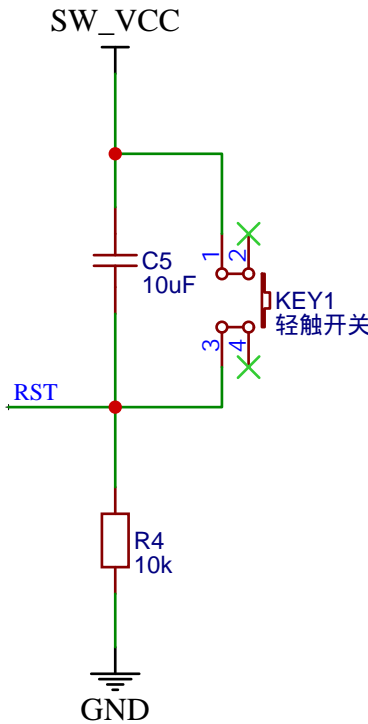 SW_VCC
1
2
C5
10uF
KEY1
轻触开关
3
4
RST
R4
10k
GND